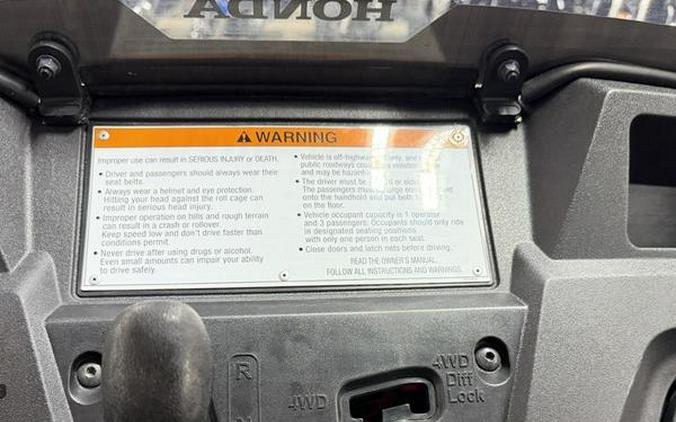 HONDA
WARNING
Improper use can result in SERIOUS INJURY or DEATH.
• Driver and passengers should always wear their
seat belts.
• Always wear a helmet and eye protection.
Hitting your head against the roll cage can
result in serious head injury.
• Improper operation on hills and rough terrain
can result in a crash or rollover.
Keep speed low and don't drive faster than
conditions permit.
• Never drive after using drugs or alcohol.
Even small amounts can impair your ability
to drive safely.
• Vehicle is off-highway only,
public roadways
and may be
• The driver must be
The passengers must
onto the handhold and put both
on the floor.
• Vehicle occupant capacity is 1 operator
and 3 passengers. Occupants should only ride
in designated seating positions
with only one person in each seat.
• Close doors and latch nets before driving.
READ THE OWNER'S MANUAL.
FOLLOW ALL INSTRUCTIONS AND WARNINGS.
R
N
4WD
4WD
Diff
Lock